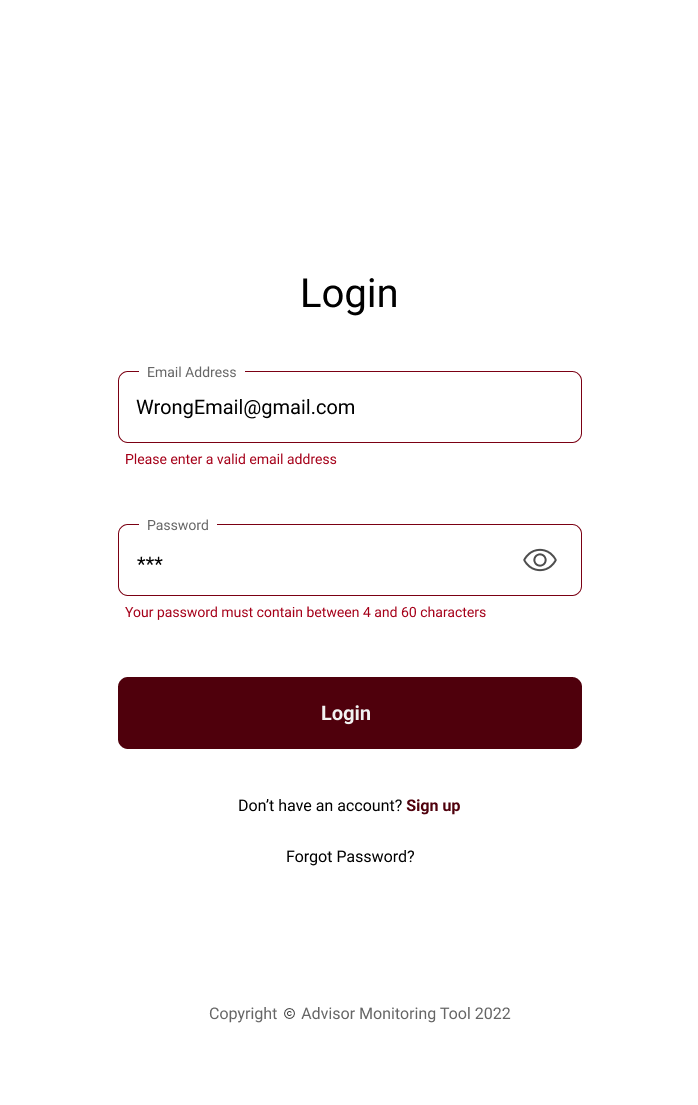 Login
Email Address
WrongEmail@gmail.com
Please enter a valid email address
Password
***
Your password must contain between 4 and 60 characters
Login
Don’t have an account? Sign up
Forgot Password?
Copyright © Advisor Monitoring Tool 2022